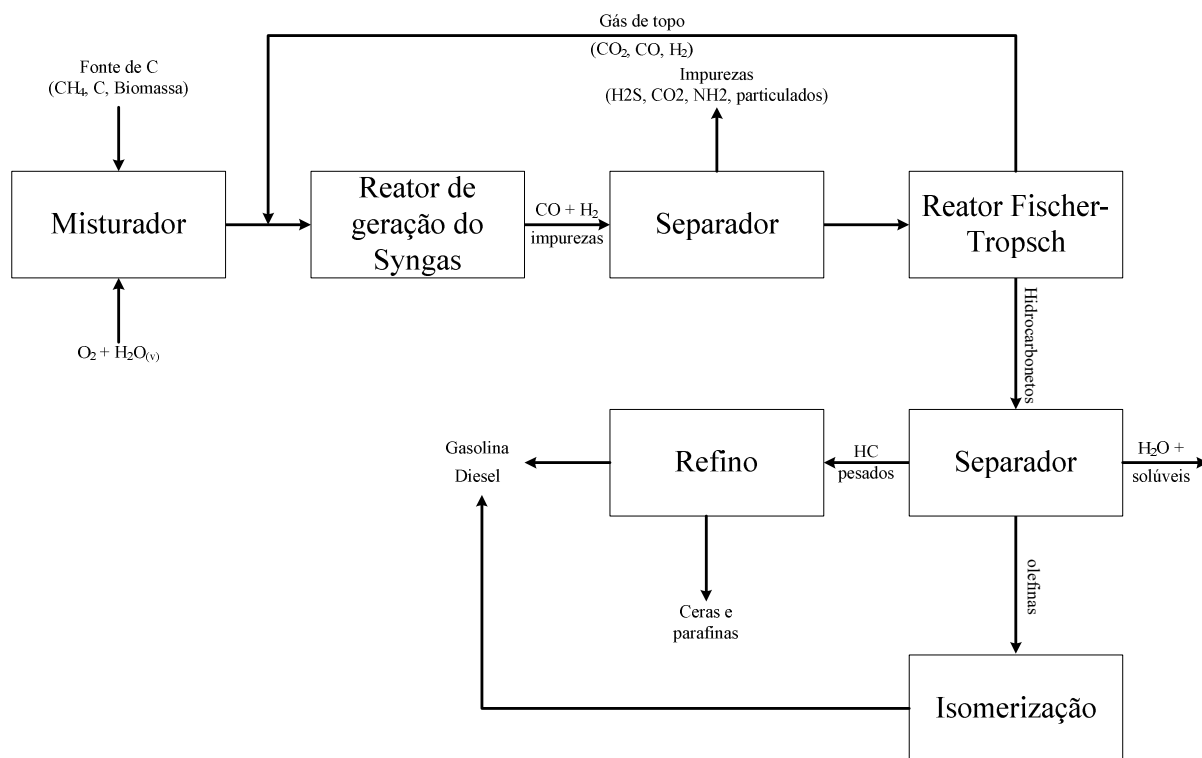 Gás de topo
(CO₂, CO, H₂)
Fonte de C
(CH₄, C, Biomassa)
Impurezas
(H2S, CO2, NH2, particulados)
Misturador
Reator de
geração do
Syngas
CO + H₂
impurezas
Separador
Reator Fischer-
Tropsch
O₂ + H₂O₍ᵥ₎
Hidrocarbonetos
Gasolina
Diesel
Refino
HC
pesados
Separador
H₂O +
solúveis
olefinas
Ceras e
parafinas
Isomerização